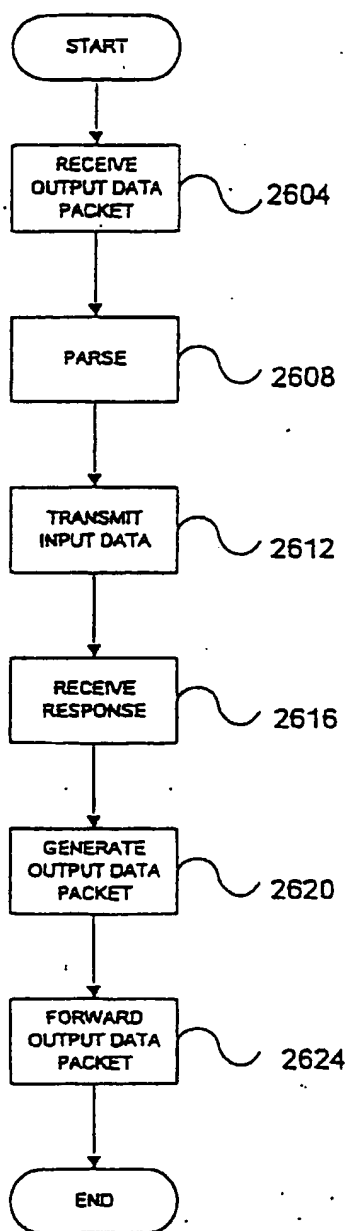 START
RECEIVE
OUTPUT DATA
PACKET
2604
PARSE
2608
TRANSMIT
INPUT DATA
2612
RECEIVE
RESPONSE
2616
GENERATE
OUTPUT DATA
PACKET
2620
FORWARD
OUTPUT DATA
PACKET
2624
END